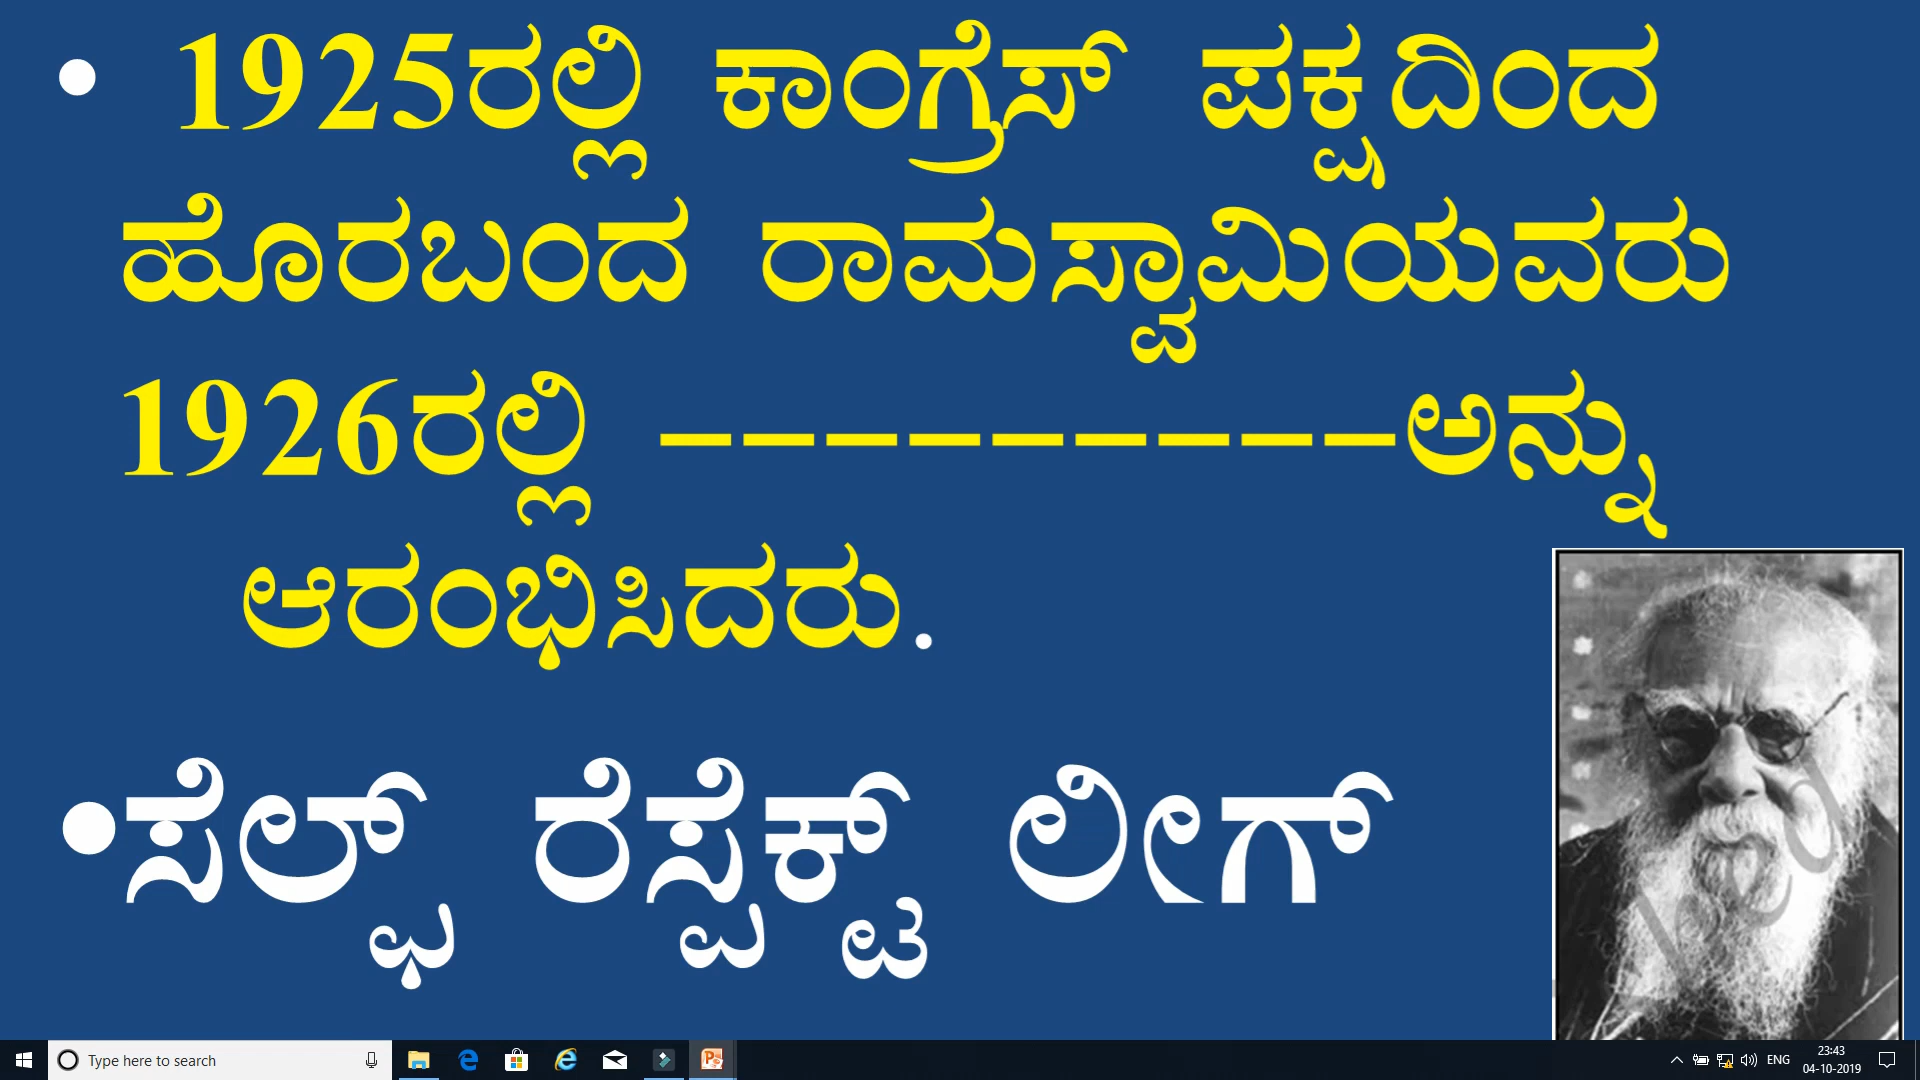 • 1925ರಲ್ಲಿ ಕಾಂಗ್ರೆಸ್ ಪಕ್ಷದಿಂದ
ಹೊರಬಂದ ರಾಮಸ್ವಾಮಿಯವರು
1926ರಲ್ಲಿ ---------ಅನ್ನು
ಆರಂಭಿಸಿದರು.
•ಸೆಲ್ಫ್ ರೆಸ್ಪೆಕ್ಟ್ ಲೀಗ್
Type here to search
ENG
23:43
04-10-2019